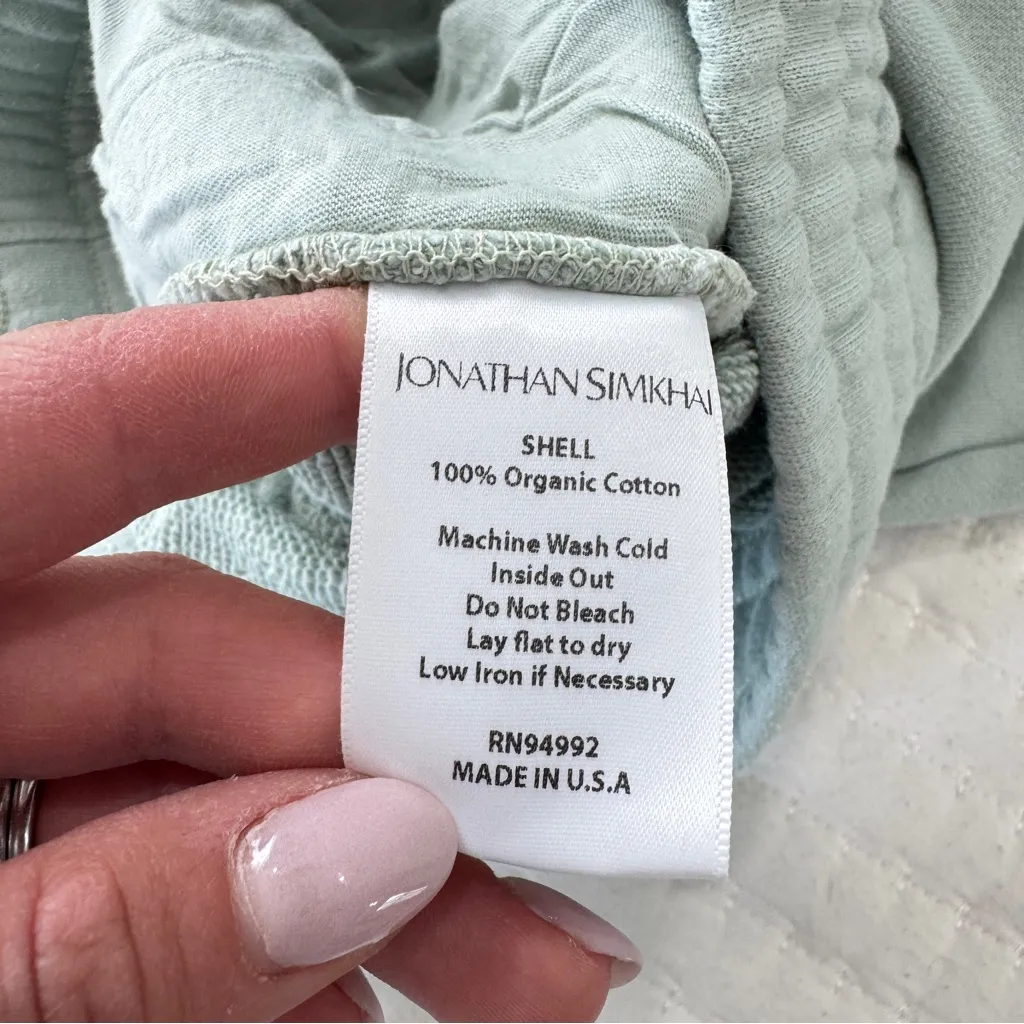 JONATHAN SIMKHAI
SHELL
100% Organic Cotton
Machine Wash Cold
Inside Out
Do Not Bleach
Lay flat to dry
Low Iron if Necessary
RN94992
MADE IN U.S.A